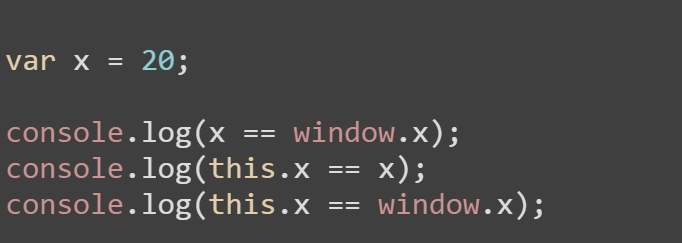 var x = 20;
console.log(x == window.x);
console.log(this.x == x);
console.log(this.x == window.x);